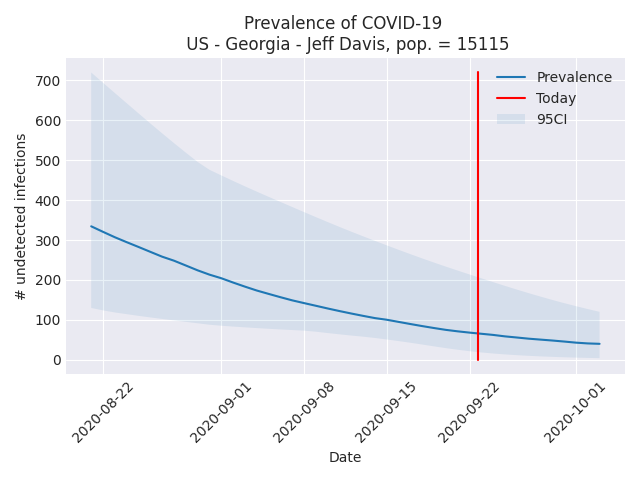 Prevalence of COVID-19
US - Georgia - Jeff Davis, pop. = 15115
# undetected infections
700
600
500
400
300
200
100
0
Prevalence
Today
95CI
2020-08-22
2020-09-01
2020-09-08
2020-09-15
2020-09-22
2020-10-01
Date